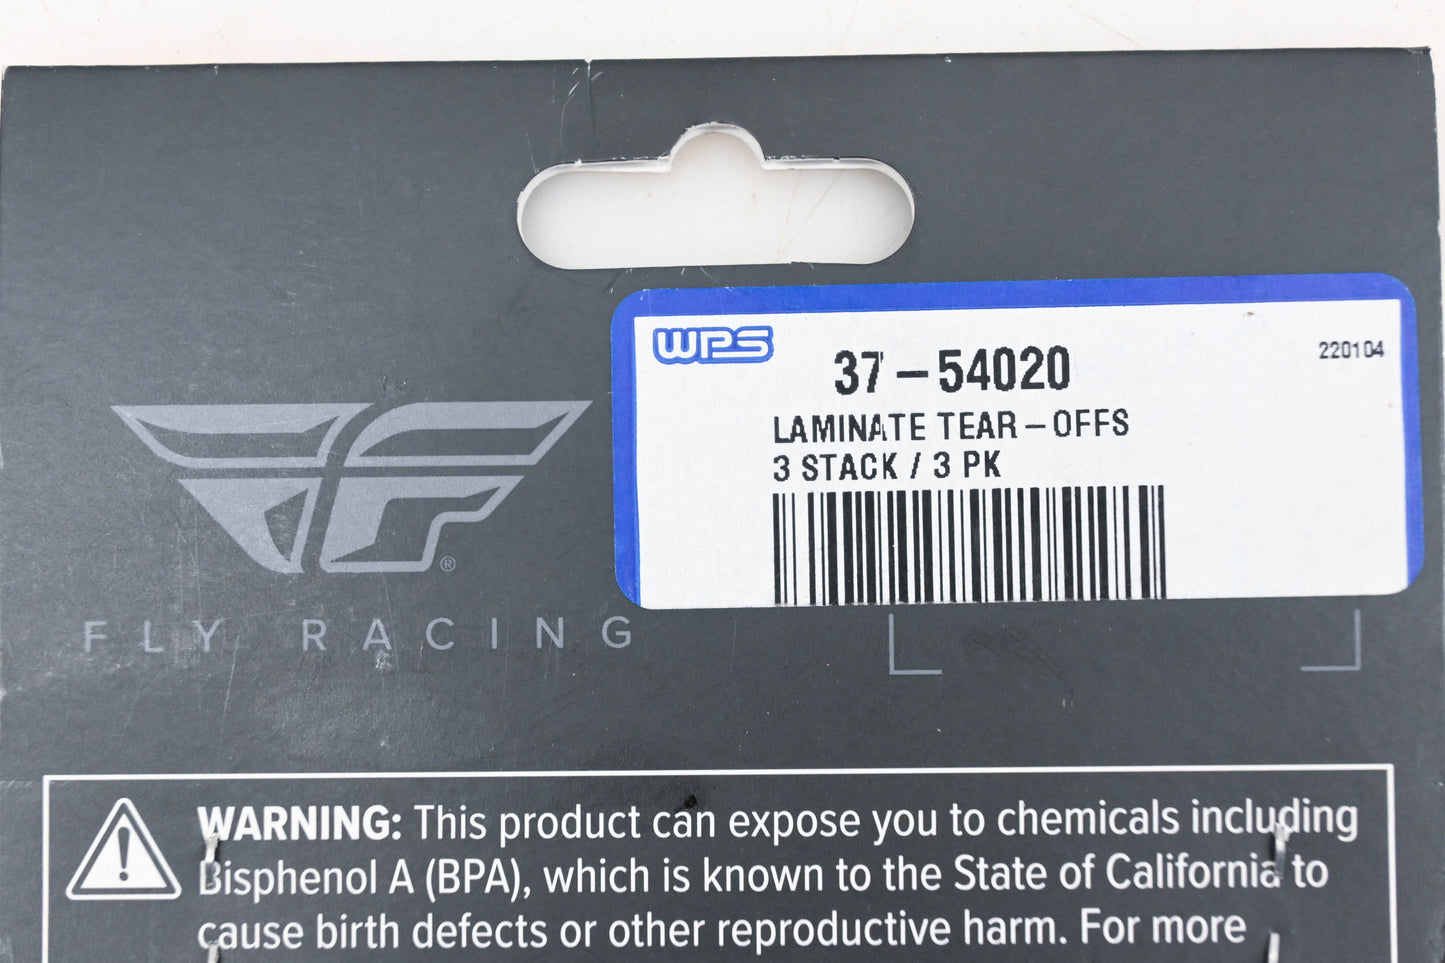 WPS
37-54020
220104
LAMINATE TEAR-OFFS
3 STACK / 3 PK
®
FLY RACING
WARNING: This product can expose you to chemicals including
Bisphenol A (BPA), which is known to the State of California to
cause birth defects or other reproductive harm. For more